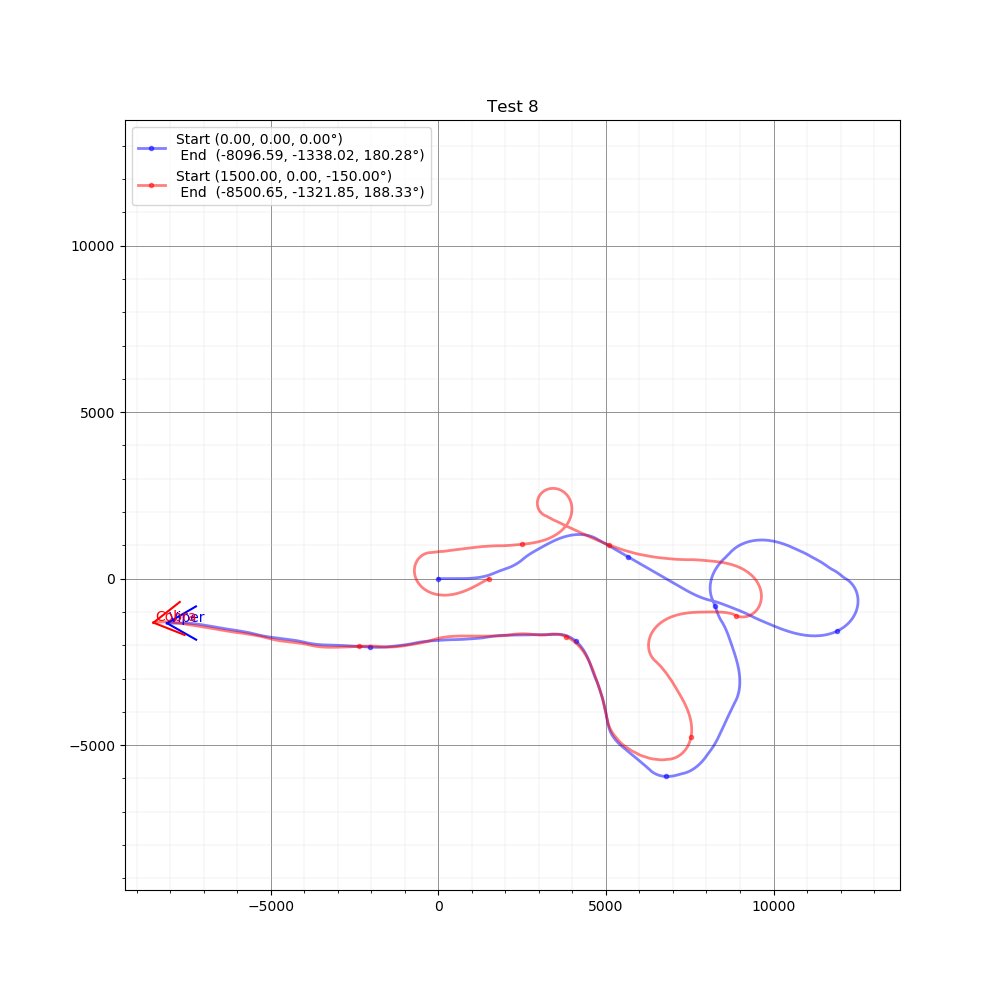 Test 8
Start (0.00, 0.00, 0.00°)
End (-8096.59, -1338.02, 180.28°)
Start (1500.00, 0.00, -150.00°)
End (-8500.65, -1321.85, 188.33°)
10000
5000
0
Viper
−5000
−5000
0
5000
10000